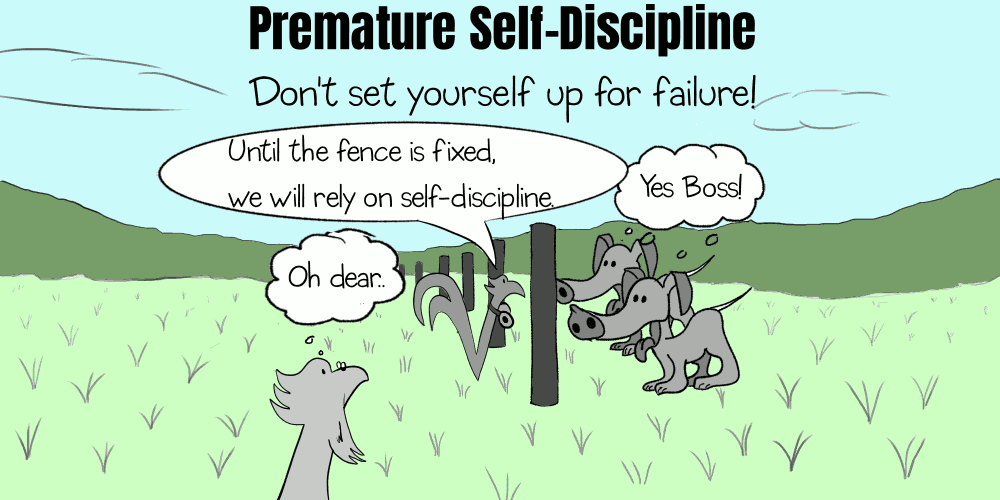 Premature Self-Discipline
Don't set yourself up for failure!
Until the fence is fixed,
we will rely on self-discipline.
Yes Boss!
Oh dear..